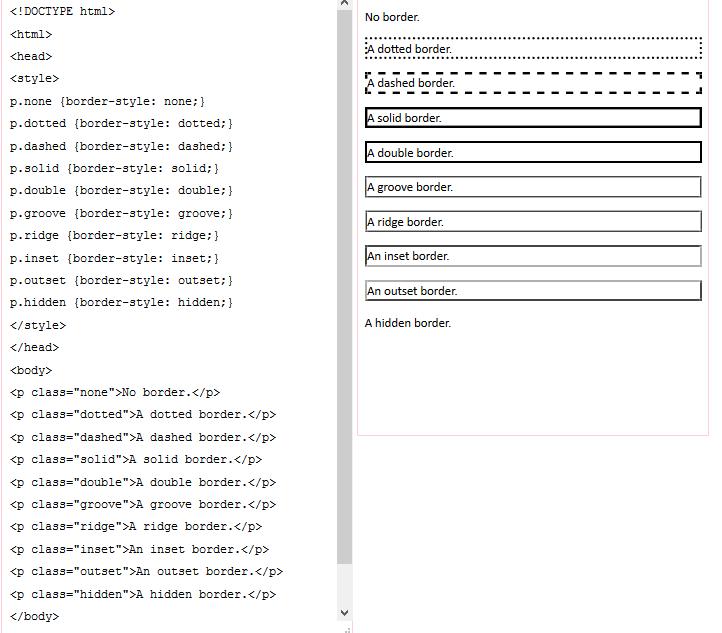 <!DOCTYPE html>
<html>
<head>
<style>
p.none {border-style: none;}
p.dotted {border-style: dotted;}
p.dashed {border-style: dashed;}
p.solid {border-style: solid;}
p.double {border-style: double;}
p.groove {border-style: groove;}
p.ridge {border-style: ridge;}
p.inset {border-style: inset;}
p.outset {border-style: outset;}
p.hidden {border-style: hidden;}
</style>
</head>
<body>
<p class="none">No border.</p>
<p class="dotted">A dotted border.</p>
<p class="dashed">A dashed border.</p>
<p class="solid">A solid border.</p>
<p class="double">A double border.</p>
<p class="groove">A groove border.</p>
<p class="ridge">A ridge border.</p>
<p class="inset">An inset border.</p>
<p class="outset">An outset border.</p>
<p class="hidden">A hidden border.</p>
</body>
No border.
A dotted border.
A dashed border.
A solid border.
A double border.
A groove border.
A ridge border.
An inset border.
An outset border.
A hidden border.